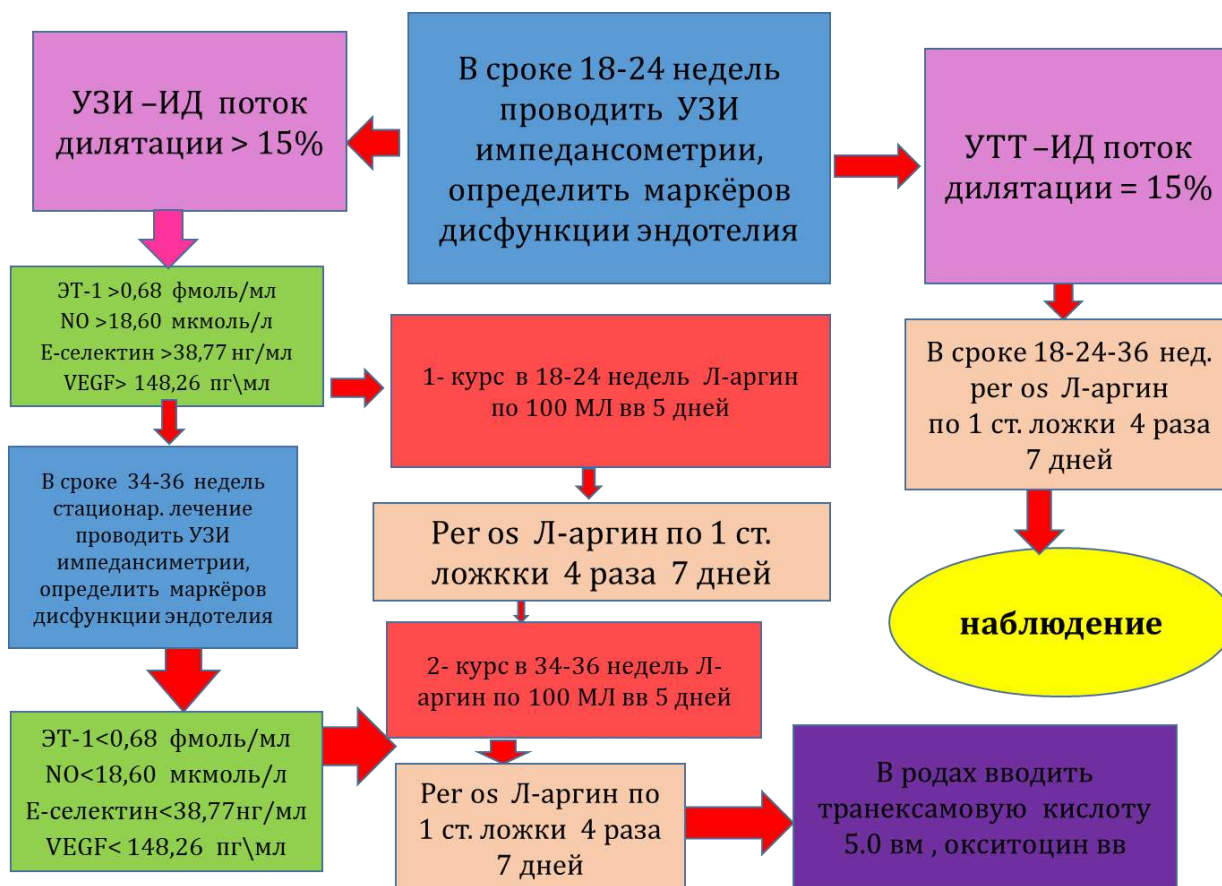 УЗИ –ИД поток
дилятации > 15%
В сроке 18-24 недель
проводить УЗИ
импедансометрии,
определить маркёров
дисфункции эндотелия
УТТ –ИД поток
дилятации = 15%
ЭТ-1 >0,68 фмоль/мл
NO >18,60 мкмоль/л
Е-селектин >38,77 нг/мл
VEGF> 148,26 пг\мл
1- курс в 18-24 недель Л-аргин
по 100 МЛ вв 5 дней
В сроке 18-24-36 нед.
per os Л-аргин
по 1 ст. ложки 4 раза
7 дней
В сроке 34-36 недель
стационар. лечение
проводить УЗИ
импедансиметрии,
определить маркёров
дисфункции эндотелия
Per os Л-аргин по 1 ст.
ложкки 4 раза 7 дней
наблюдение
2- курс в 34-36 недель Л-
аргин по 100 МЛ вв 5 дней
ЭТ-1<0,68 фмоль/мл
NO<18,60 мкмоль/л
Е-селектин<38,77нг/мл
VEGF< 148,26 пг\мл
Per os Л-аргин по
1 ст. ложки 4 раза
7 дней
В родах вводить
транексамовую кислоту
5.0 вм , окситоцин вв